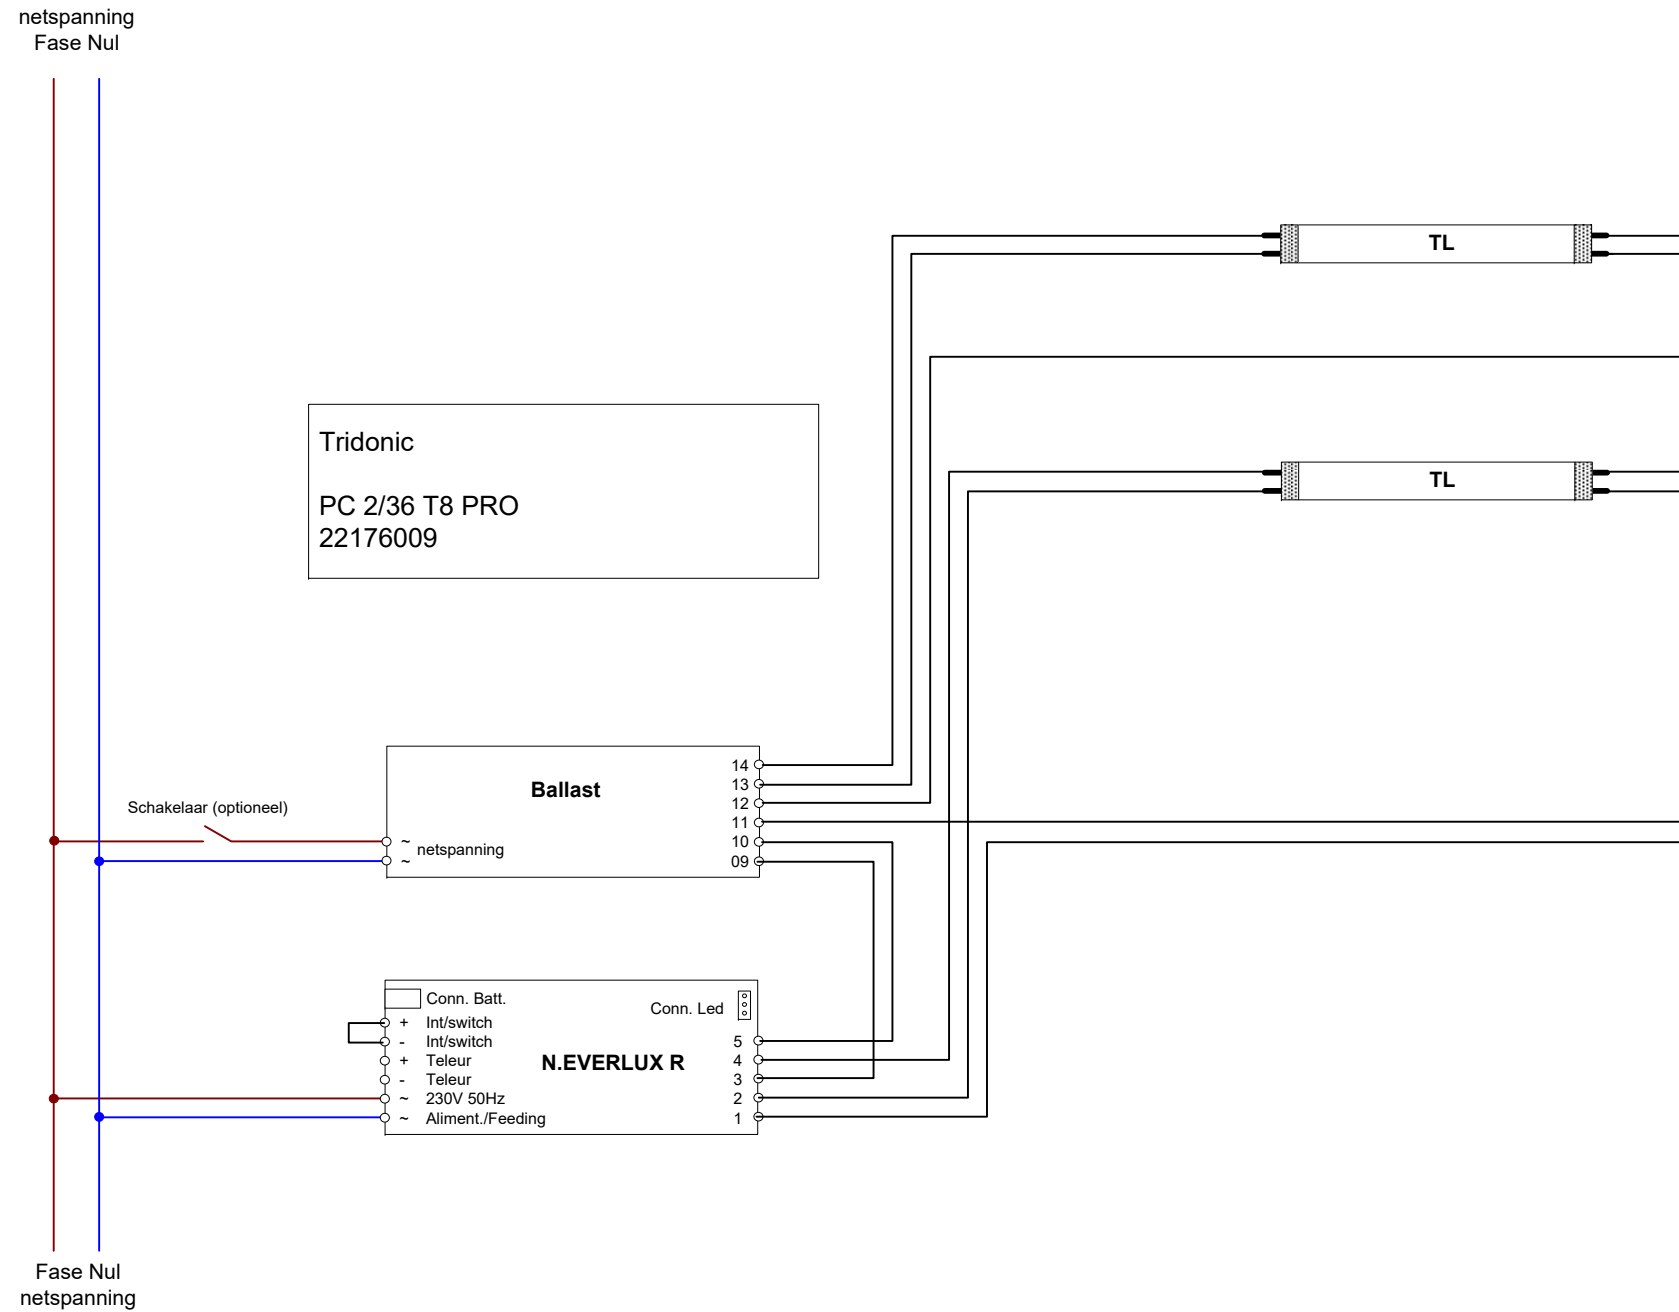 netspanning
Fase Nul
TL
TL
Tridonic
PC 2/36 T8 PRO
22176009
Ballast
14
13
12
11
10
09
Schakelaar (optioneel)
~
netspanning
~
Conn. Batt.
Conn. Led
+ Int/switch
- Int/switch
+ Teleur
- Teleur
~ 230V 50Hz
~ Aliment./Feeding
N.EVERLUX R
5
4
3
2
1
Fase Nul
netspanning